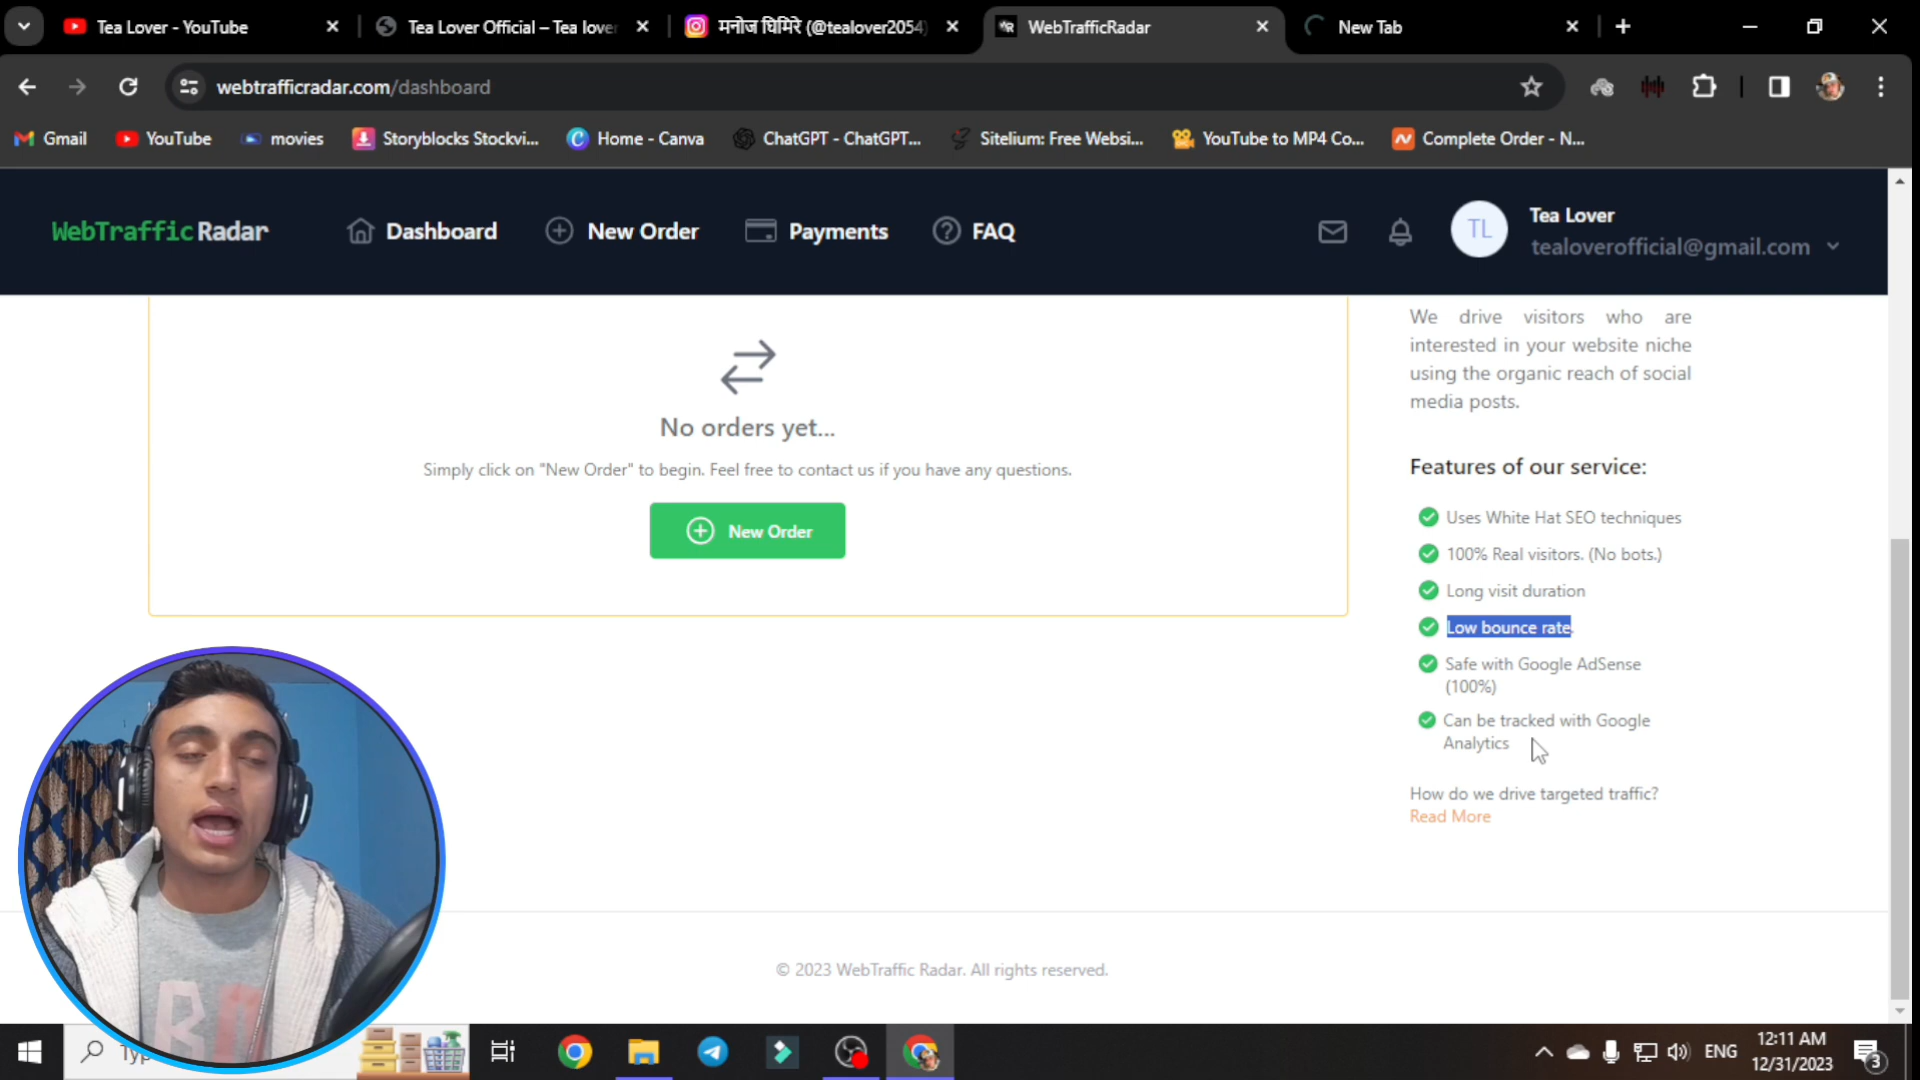 Tea Lover - YouTube
Tea Lover Official – Tea lover
मनोज घिमिरे (@tealover2054)
WebTrafficRadar
New Tab
webtrafficradar.com/dashboard
Gmail
YouTube
movies
Storyblocks Stockvi...
Home - Canva
ChatGPT - ChatGPT...
Sitelium: Free Websi...
YouTube to MP4 Co...
Complete Order - N...
WebTraffic Radar
Dashboard
New Order
Payments
FAQ
TL
Tea Lover
tealoverofficial@gmail.com
No orders yet...
Simply click on "New Order" to begin. Feel free to contact us if you have any questions.
New Order
We drive visitors who are
interested in your website niche
using the organic reach of social
media posts.
Features of our service:
Uses White Hat SEO techniques
100% Real visitors. (No bots.)
Long visit duration
Low bounce rate.
Safe with Google AdSense
(100%)
Can be tracked with Google
Analytics
How do we drive targeted traffic?
Read More
© 2023 WebTraffic Radar. All rights reserved.
ENG
12:11 AM
12/31/2023
3